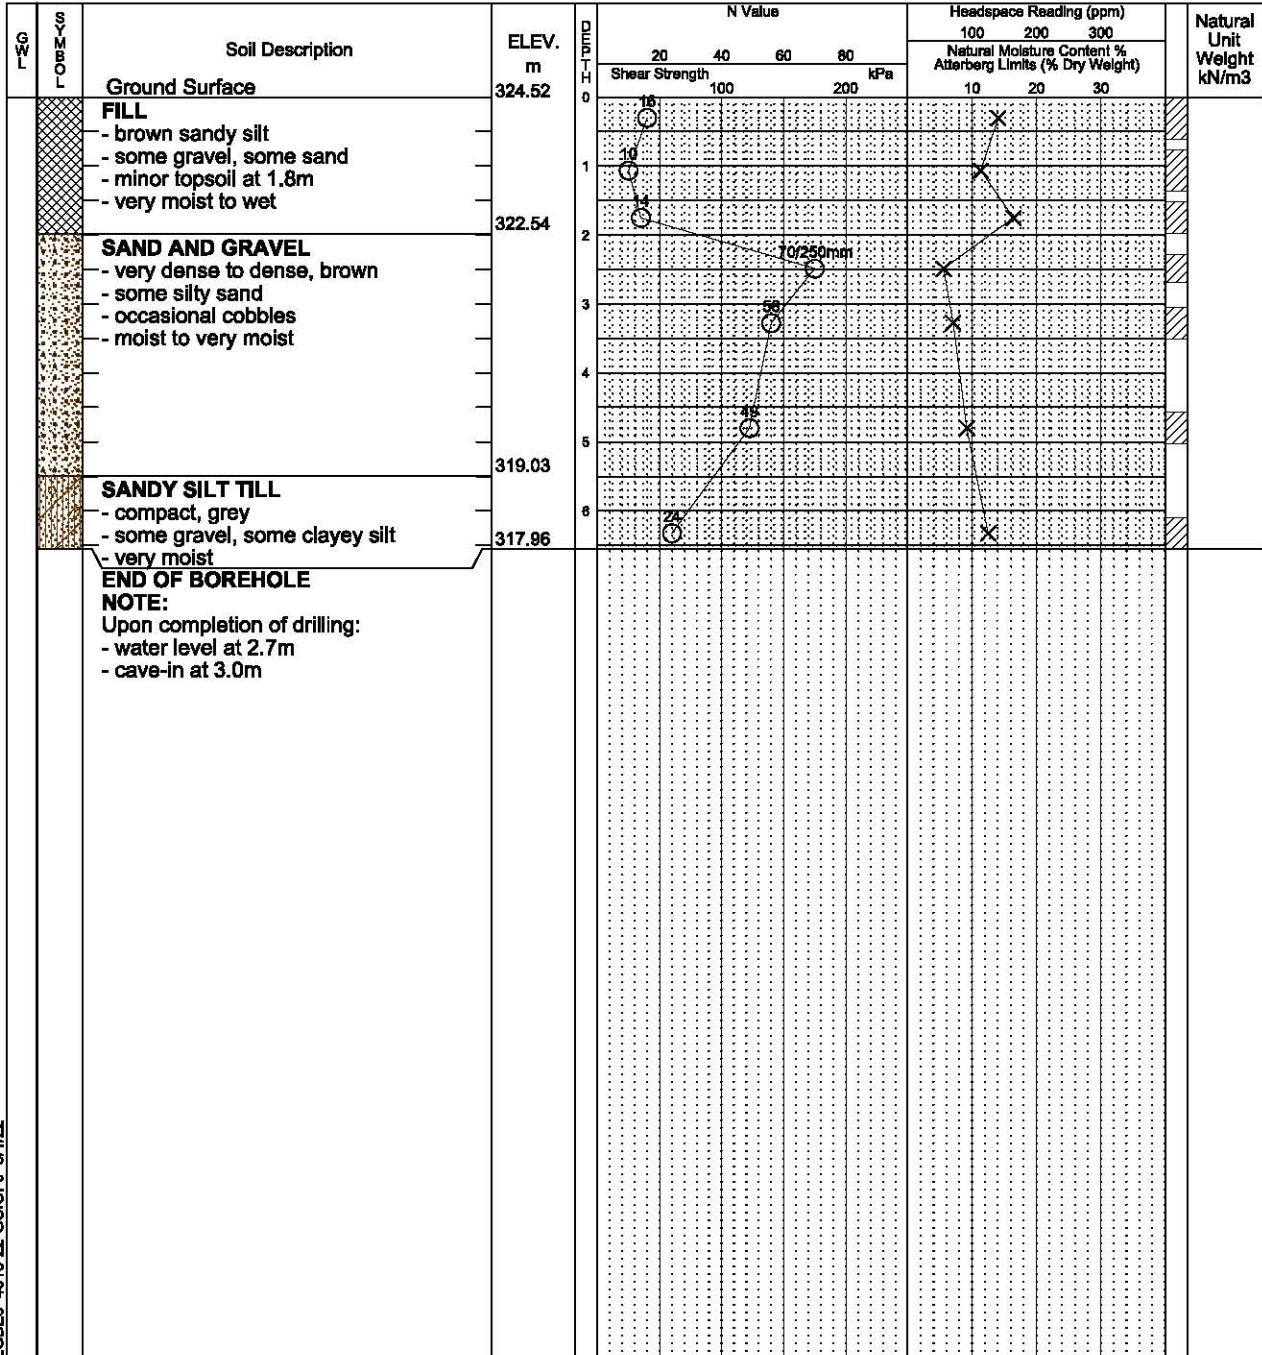 GWL
SYMBOL
Soil Description
Ground Surface
ELEV.
m
324.52
DEPTH
N Value
20 40 60 80
Shear Strength kPa
100 200
Headspace Reading (ppm)
100 200 300
Natural Moisture Content %
Atterberg Limits (% Dry Weight)
10 20 30
Natural
Unit
Weight
kN/m3
0
FILL
- brown sandy silt
- some gravel, some sand
- minor topsoil at 1.8m
- very moist to wet
322.54
SAND AND GRAVEL
- very dense to dense, brown
- some silty sand
- occasional cobbles
- moist to very moist
319.03
SANDY SILT TILL
- compact, grey
- some gravel, some clayey silt
- very moist
317.96
END OF BOREHOLE
NOTE:
Upon completion of drilling:
- water level at 2.7m
- cave-in at 3.0m
1
2
3
4
5
6
16
10
14
70/250mm
56
49
24